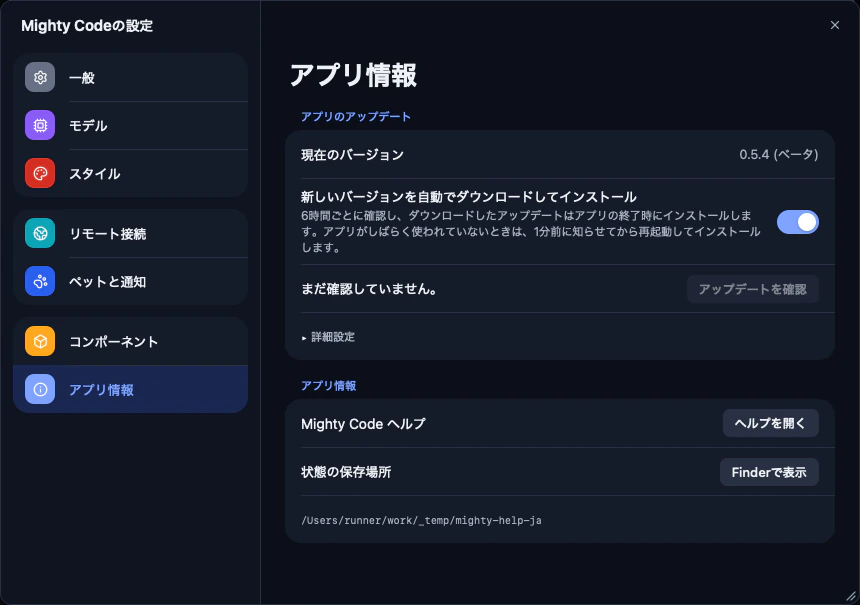 Mighty Codeの設定
一般
モデル
スタイル
リモート接続
ペットと通知
コンポーネント
アプリ情報
アプリ情報
アプリのアップデート
現在のバージョン
0.5.4 (ベータ)
新しいバージョンを自動でダウンロードしてインストール
6時間ごとに確認し、ダウンロードしたアップデートはアプリの終了時にインストールしま
す。アプリがしばらく使われていないときは、1分前に知らせてから再起動してインストール
します。
まだ確認していません。
アップデートを確認
詳細設定
アプリ情報
Mighty Code ヘルプ
ヘルプを開く
状態の保存場所
Finderで表示
/Users/runner/work/_temp/mighty-help-ja